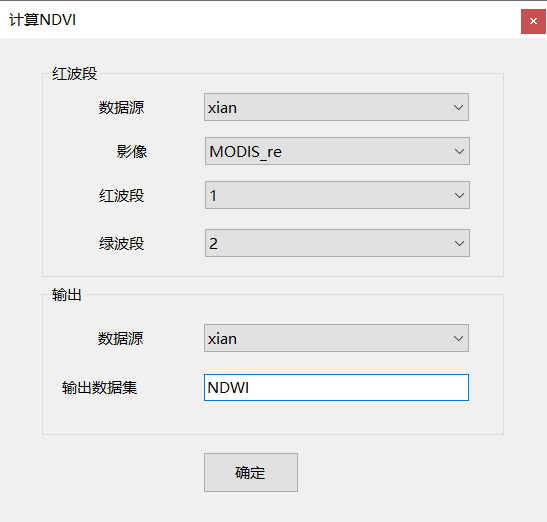 计算NDVI
红波段
数据源 xian
影像 MODIS_re
红波段 1
绿波段 2
输出
数据源 xian
输出数据集 NDWI
确定